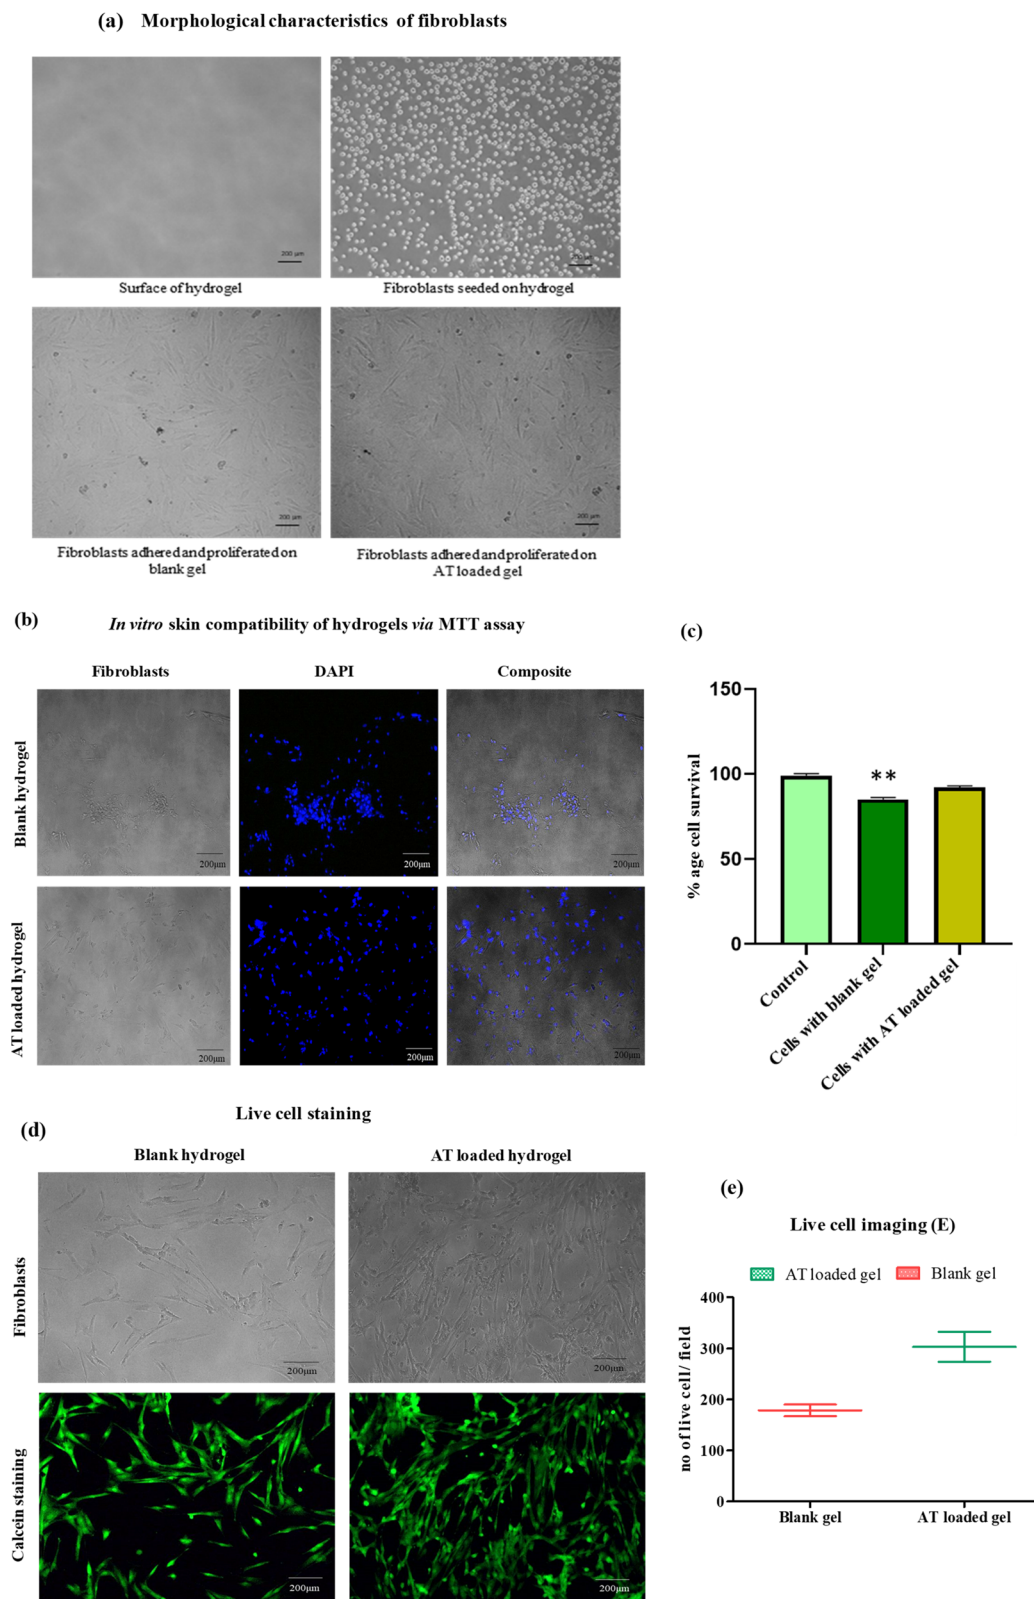 (a) Morphological characteristics of fibroblasts
200 µm
Surface of hydrogel
Fibroblasts seeded on hydrogel
200 µm
200 µm
Fibroblasts adhered and proliferated on
blank gel
Fibroblasts adhered and proliferated on
AT loaded gel
(b)
In vitro skin compatibility of hydrogels via MTT assay
Fibroblasts
DAPI
Composite
Blank hydrogel
200µm
200µm
200µm
AT loaded hydrogel
200µm
200µm
200µm
(c)
% age cell survival
150
100
50
0
**
Control
Cells with blank gel
Cells with AT loaded gel
Live cell staining
(d)
Blank hydrogel
AT loaded hydrogel
Fibroblasts
200µm
200µm
Calcein staining
200µm
200µm
(e)
Live cell imaging (E)
AT loaded gel
Blank gel
no of live cell/ field
400
300
200
100
0
Blank gel
AT loaded gel